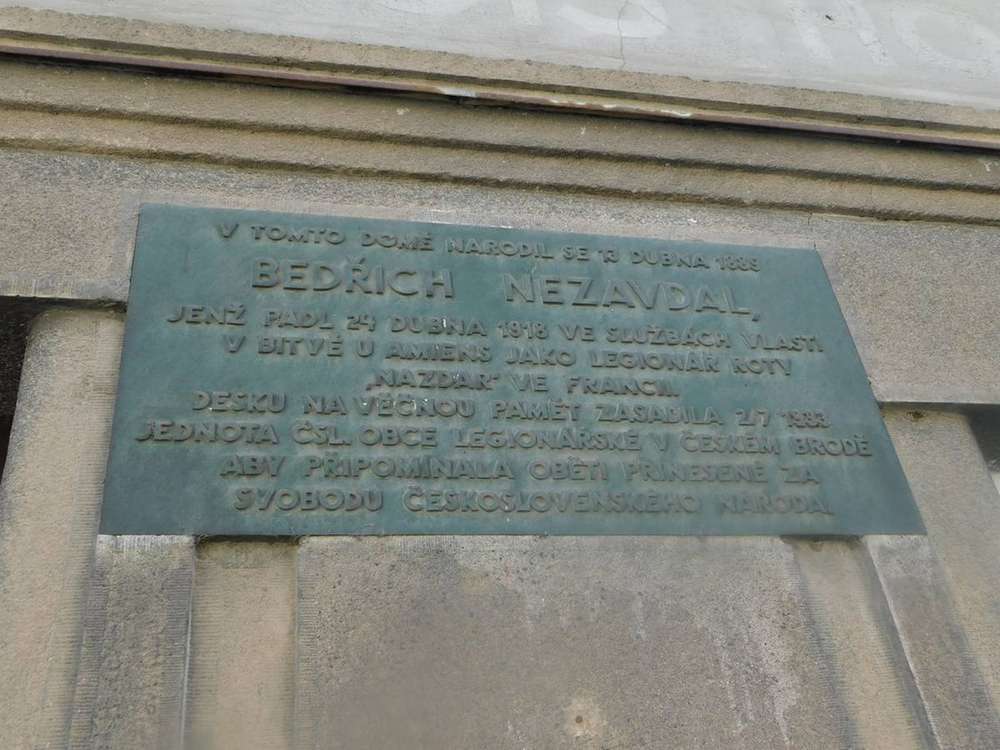 V TOMTO DOMĚ NARODIL SE 13 DUBNA 1885
BEDŘICH NEZAVDAL,
JENŽ PADL 24 DUBNA 1918 VE SLUŽBÁCH VLASTI
V BITVĚ U AMIENS JAKO LEGIONÁŘ ROTY
„NAZDAR" VE FRANCII.
DESKU NA VĚČNOU PAMĚŤ ZASADILA 2/7 1933
JEDNOTA ČSL. OBCE LEGIONÁŘSKÉ V ČESKÉM BRODĚ
ABY PŘIPOMÍNALA OBĚTI PŘINESENÉ ZA
SVOBODU ČESKOSLOVENSKÉHO NÁRODA.